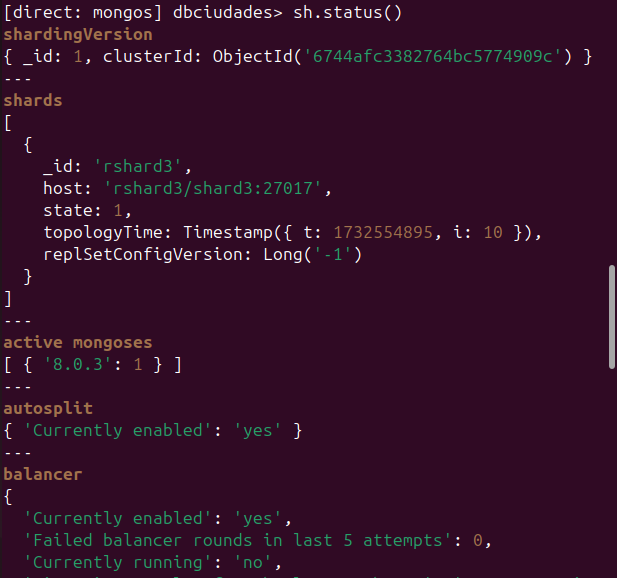 [direct: mongos] dbciudades> sh.status()
shardingVersion
{ _id: 1, clusterId: ObjectId('6744afc3382764bc5774909c') }
---
shards
[
  {
    _id: 'rshard3',
    host: 'rshard3/shard3:27017',
    state: 1,
    topologyTime: Timestamp({ t: 1732554895, i: 10 }),
    replSetConfigVersion: Long('-1')
  }
]
---
active mongoses
[ { '8.0.3': 1 } ]
---
autosplit
{ 'Currently enabled': 'yes' }
---
balancer
{
  'Currently enabled': 'yes',
  'Failed balancer rounds in last 5 attempts': 0,
  'Currently running': 'no',